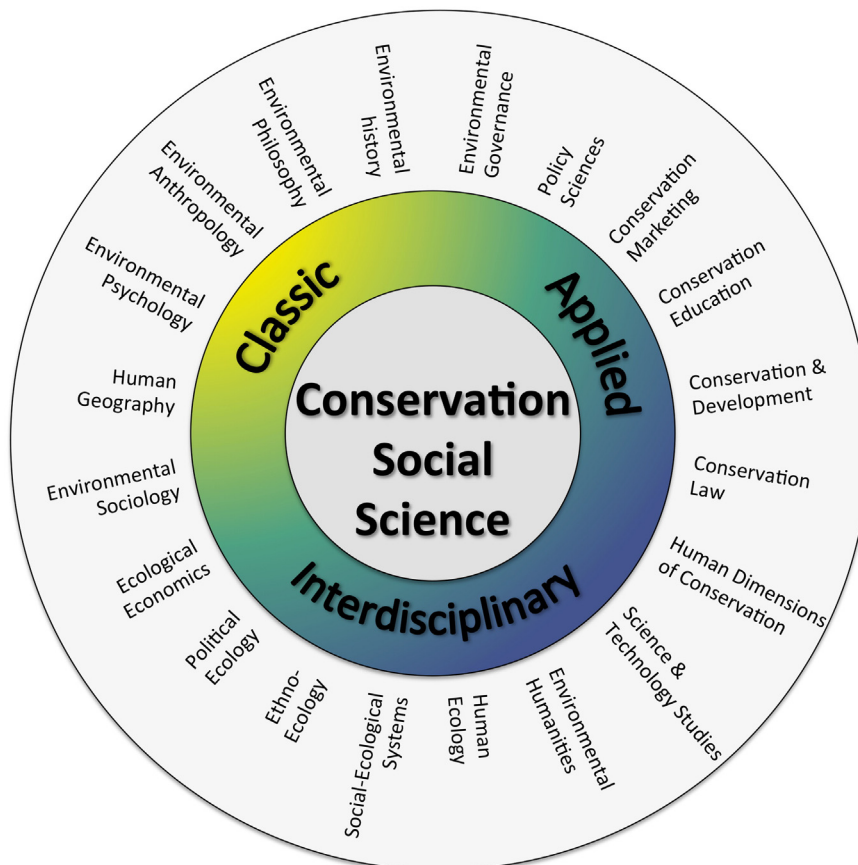 Conservation
Social
Science
Classic
Applied
Interdisciplinary
Environmental
history
Environmental
Governance
Policy
Sciences
Conservation
Marketing
Conservation
Education
Conservation &
Development
Conservation
Law
Human Dimensions
of Conservation
Science &
Technology Studies
Environmental
Humanities
Human
Ecology
Social-Ecological
Systems
Ethno-
Ecology
Political
Ecology
Ecological
Economics
Environmental
Sociology
Human
Geography
Environmental
Psychology
Environmental
Anthropology
Environmental
Philosophy